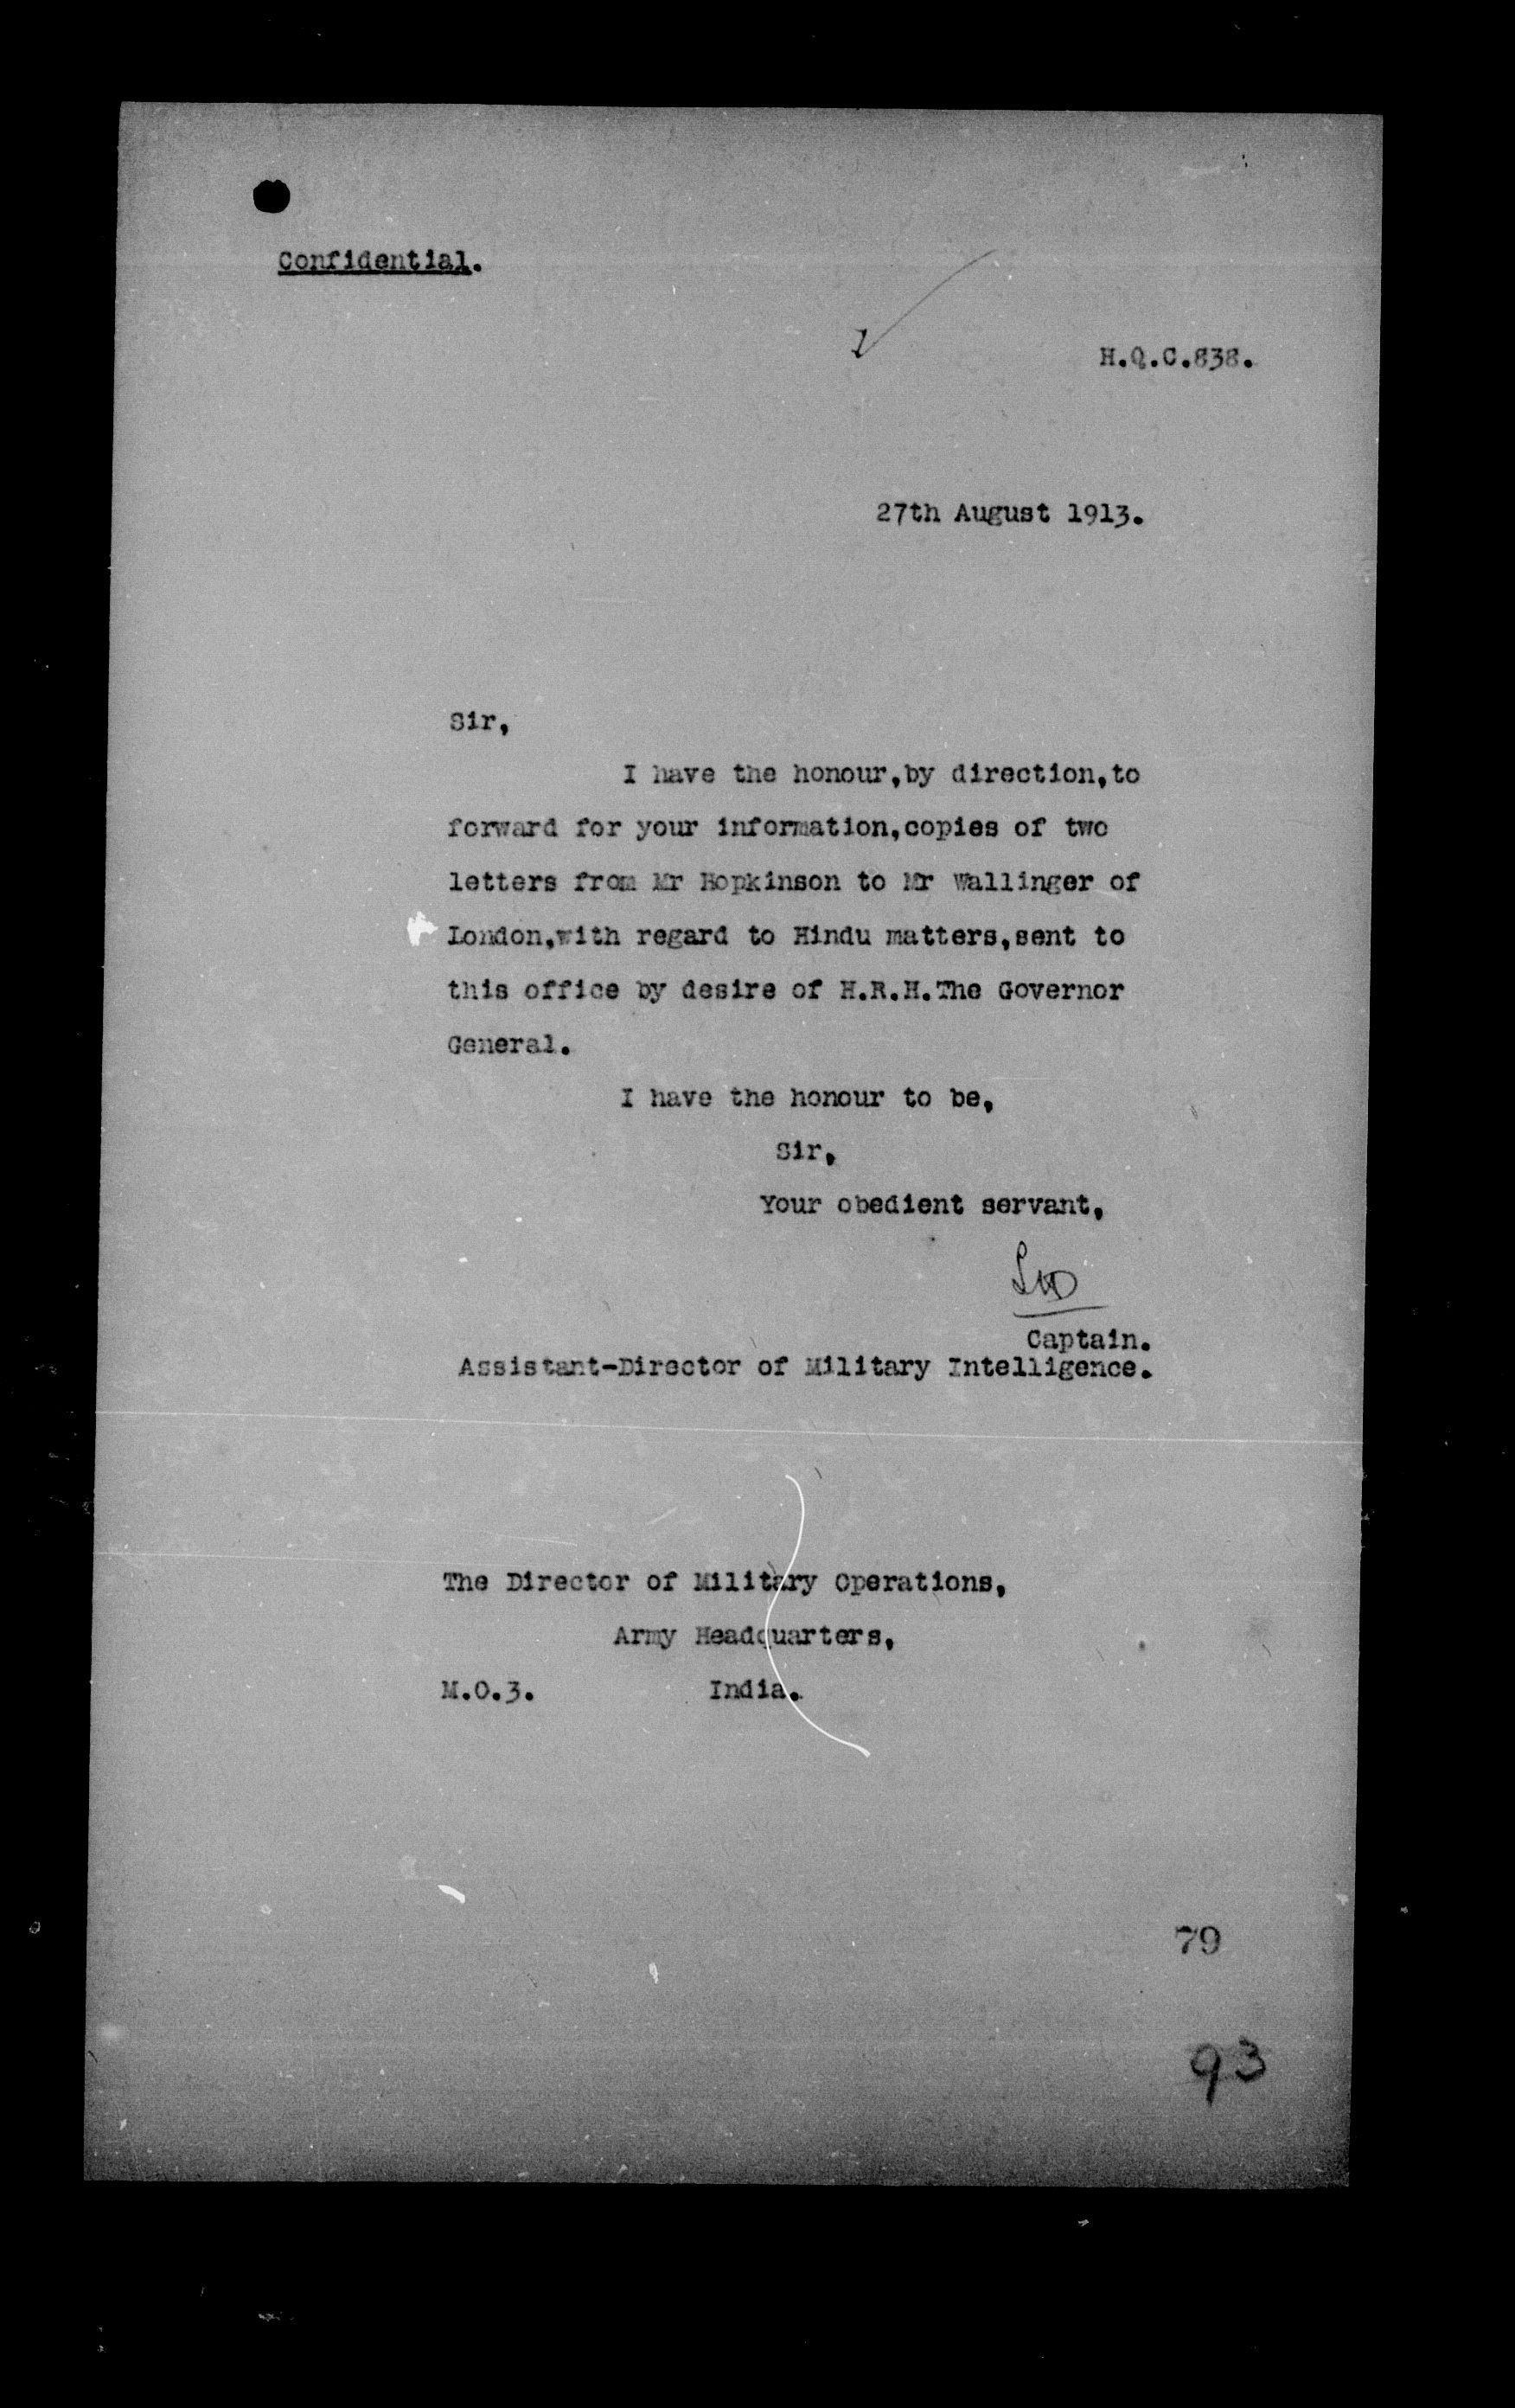 Confidential.
H.Q.C.838.
27th August 1913.
Sir,
I have the honour,by direction,to
forward for your information,copies of two
letters from Mr Hopkinson to Mr Wallinger of
London,with regard to Hindu matters,sent to
this office by desire of H.R.H.The Governor
General.
I have the honour to be,
Sir,
Your obedient servant,
Captain.
Assistant-Director of Military Intelligence.
The Director of Military Operations,
Army Headquarters,
M.O.3. India.
79
93